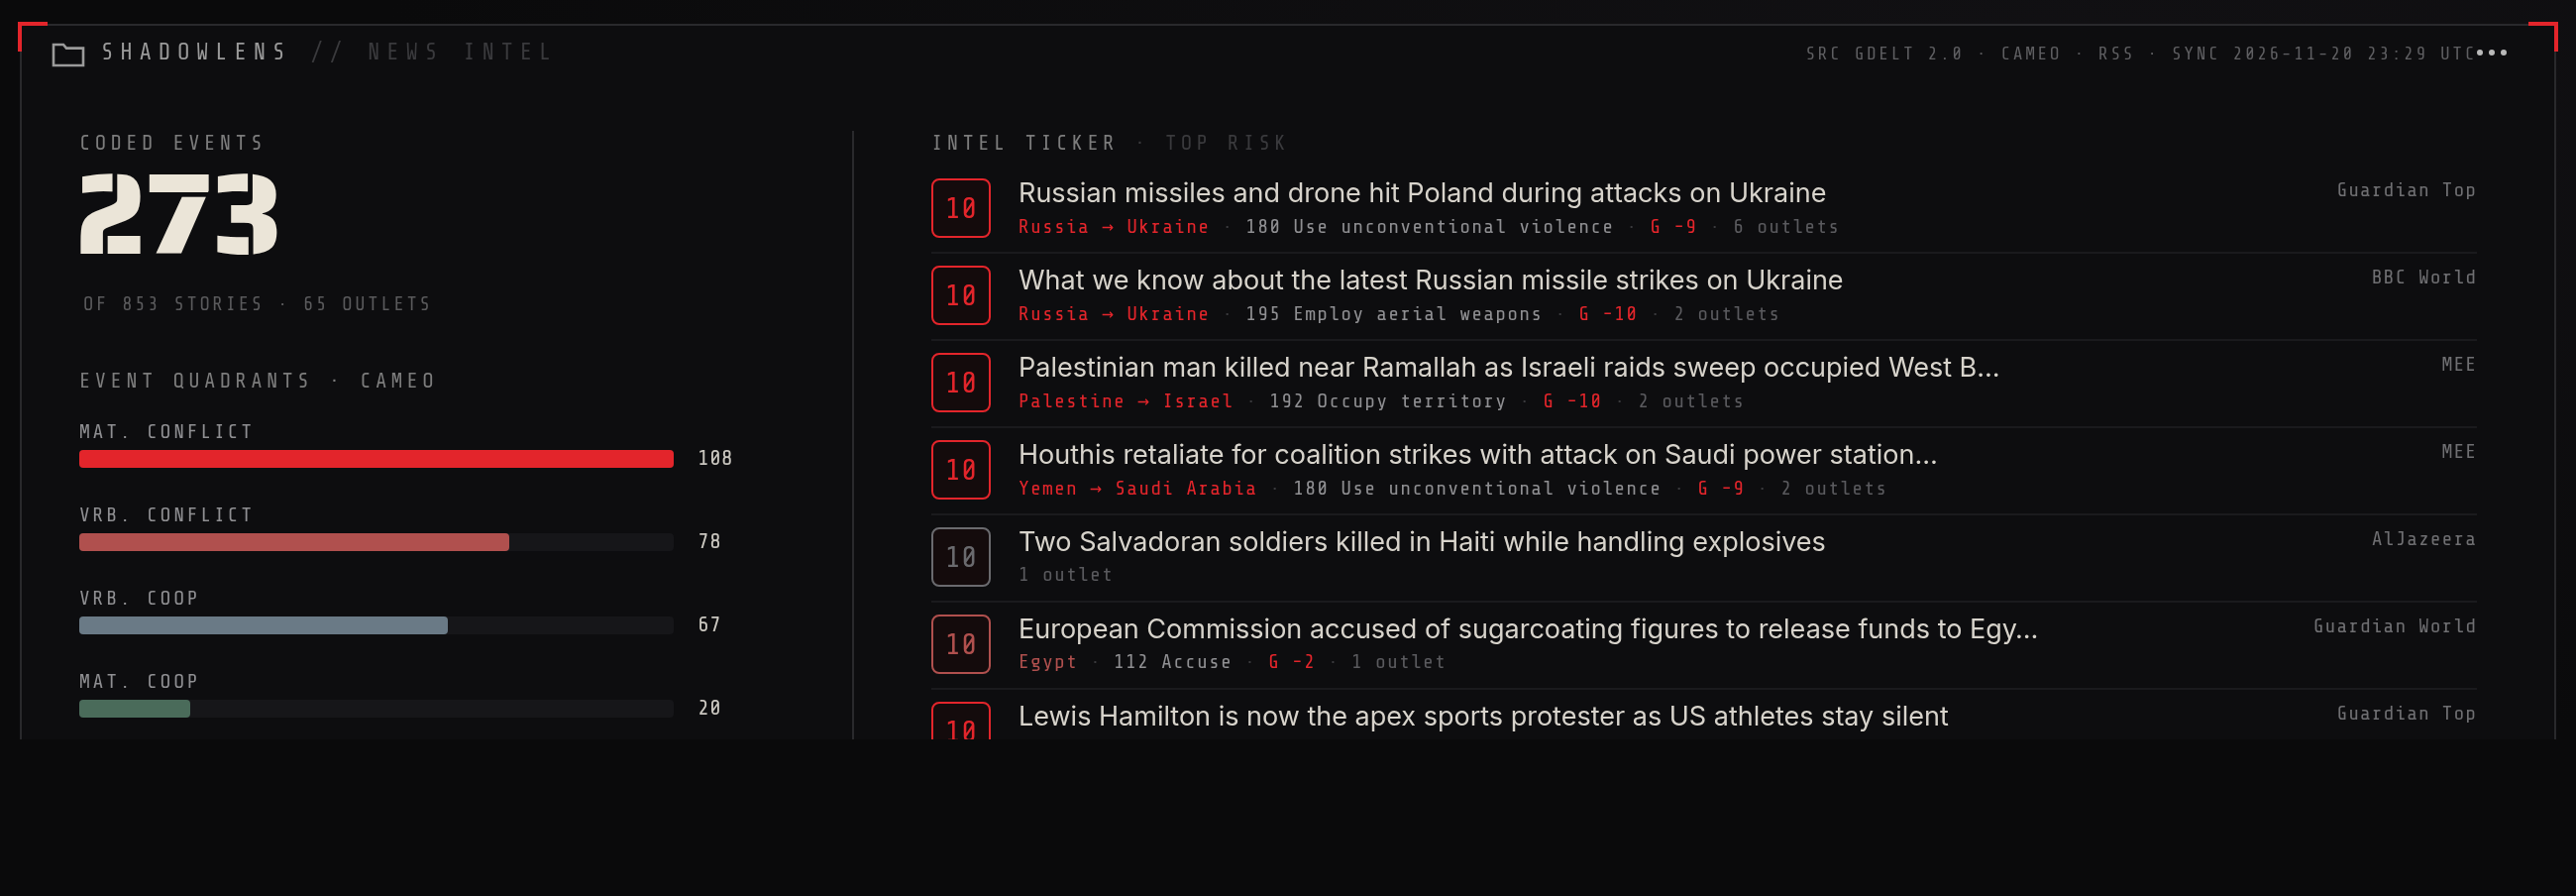 SHADOWLENS // NEWS INTEL
SRC GDELT 2.0 · CAMEO · RSS · SYNC 2026-11-20 23:29 UTC
CODED EVENTS
273
OF 853 STORIES · 65 OUTLETS
EVENT QUADRANTS · CAMEO
MAT. CONFLICT
108
VRB. CONFLICT
78
VRB. COOP
67
MAT. COOP
20
INTEL TICKER · TOP RISK
10 Russian missiles and drone hit Poland during attacks on Ukraine Guardian Top
Russia → Ukraine · 180 Use unconventional violence · G -9 · 6 outlets
10 What we know about the latest Russian missile strikes on Ukraine BBC World
Russia → Ukraine · 195 Employ aerial weapons · G -10 · 2 outlets
10 Palestinian man killed near Ramallah as Israeli raids sweep occupied West B... MEE
Palestine → Israel · 192 Occupy territory · G -10 · 2 outlets
10 Houthis retaliate for coalition strikes with attack on Saudi power station... MEE
Yemen → Saudi Arabia · 180 Use unconventional violence · G -9 · 2 outlets
10 Two Salvadoran soldiers killed in Haiti while handling explosives AlJazeera
1 outlet
10 European Commission accused of sugarcoating figures to release funds to Egy... Guardian World
Egypt · 112 Accuse · G -2 · 1 outlet
10 Lewis Hamilton is now the apex sports protester as US athletes stay silent Guardian Top